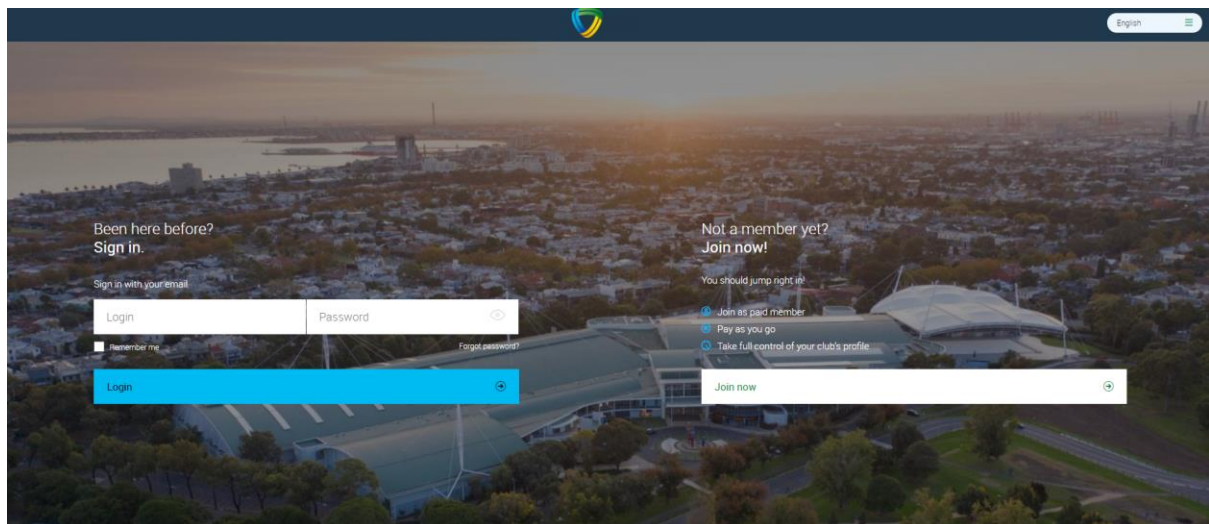 English
Been here before?
Sign in.
Sign in with your email
Login
Password
Remember me
Forgot password?
Login
Not a member yet?
Join now!
You should jump right in!
Join as paid member
Pay as you go
Take full control of your club's profile
Join now